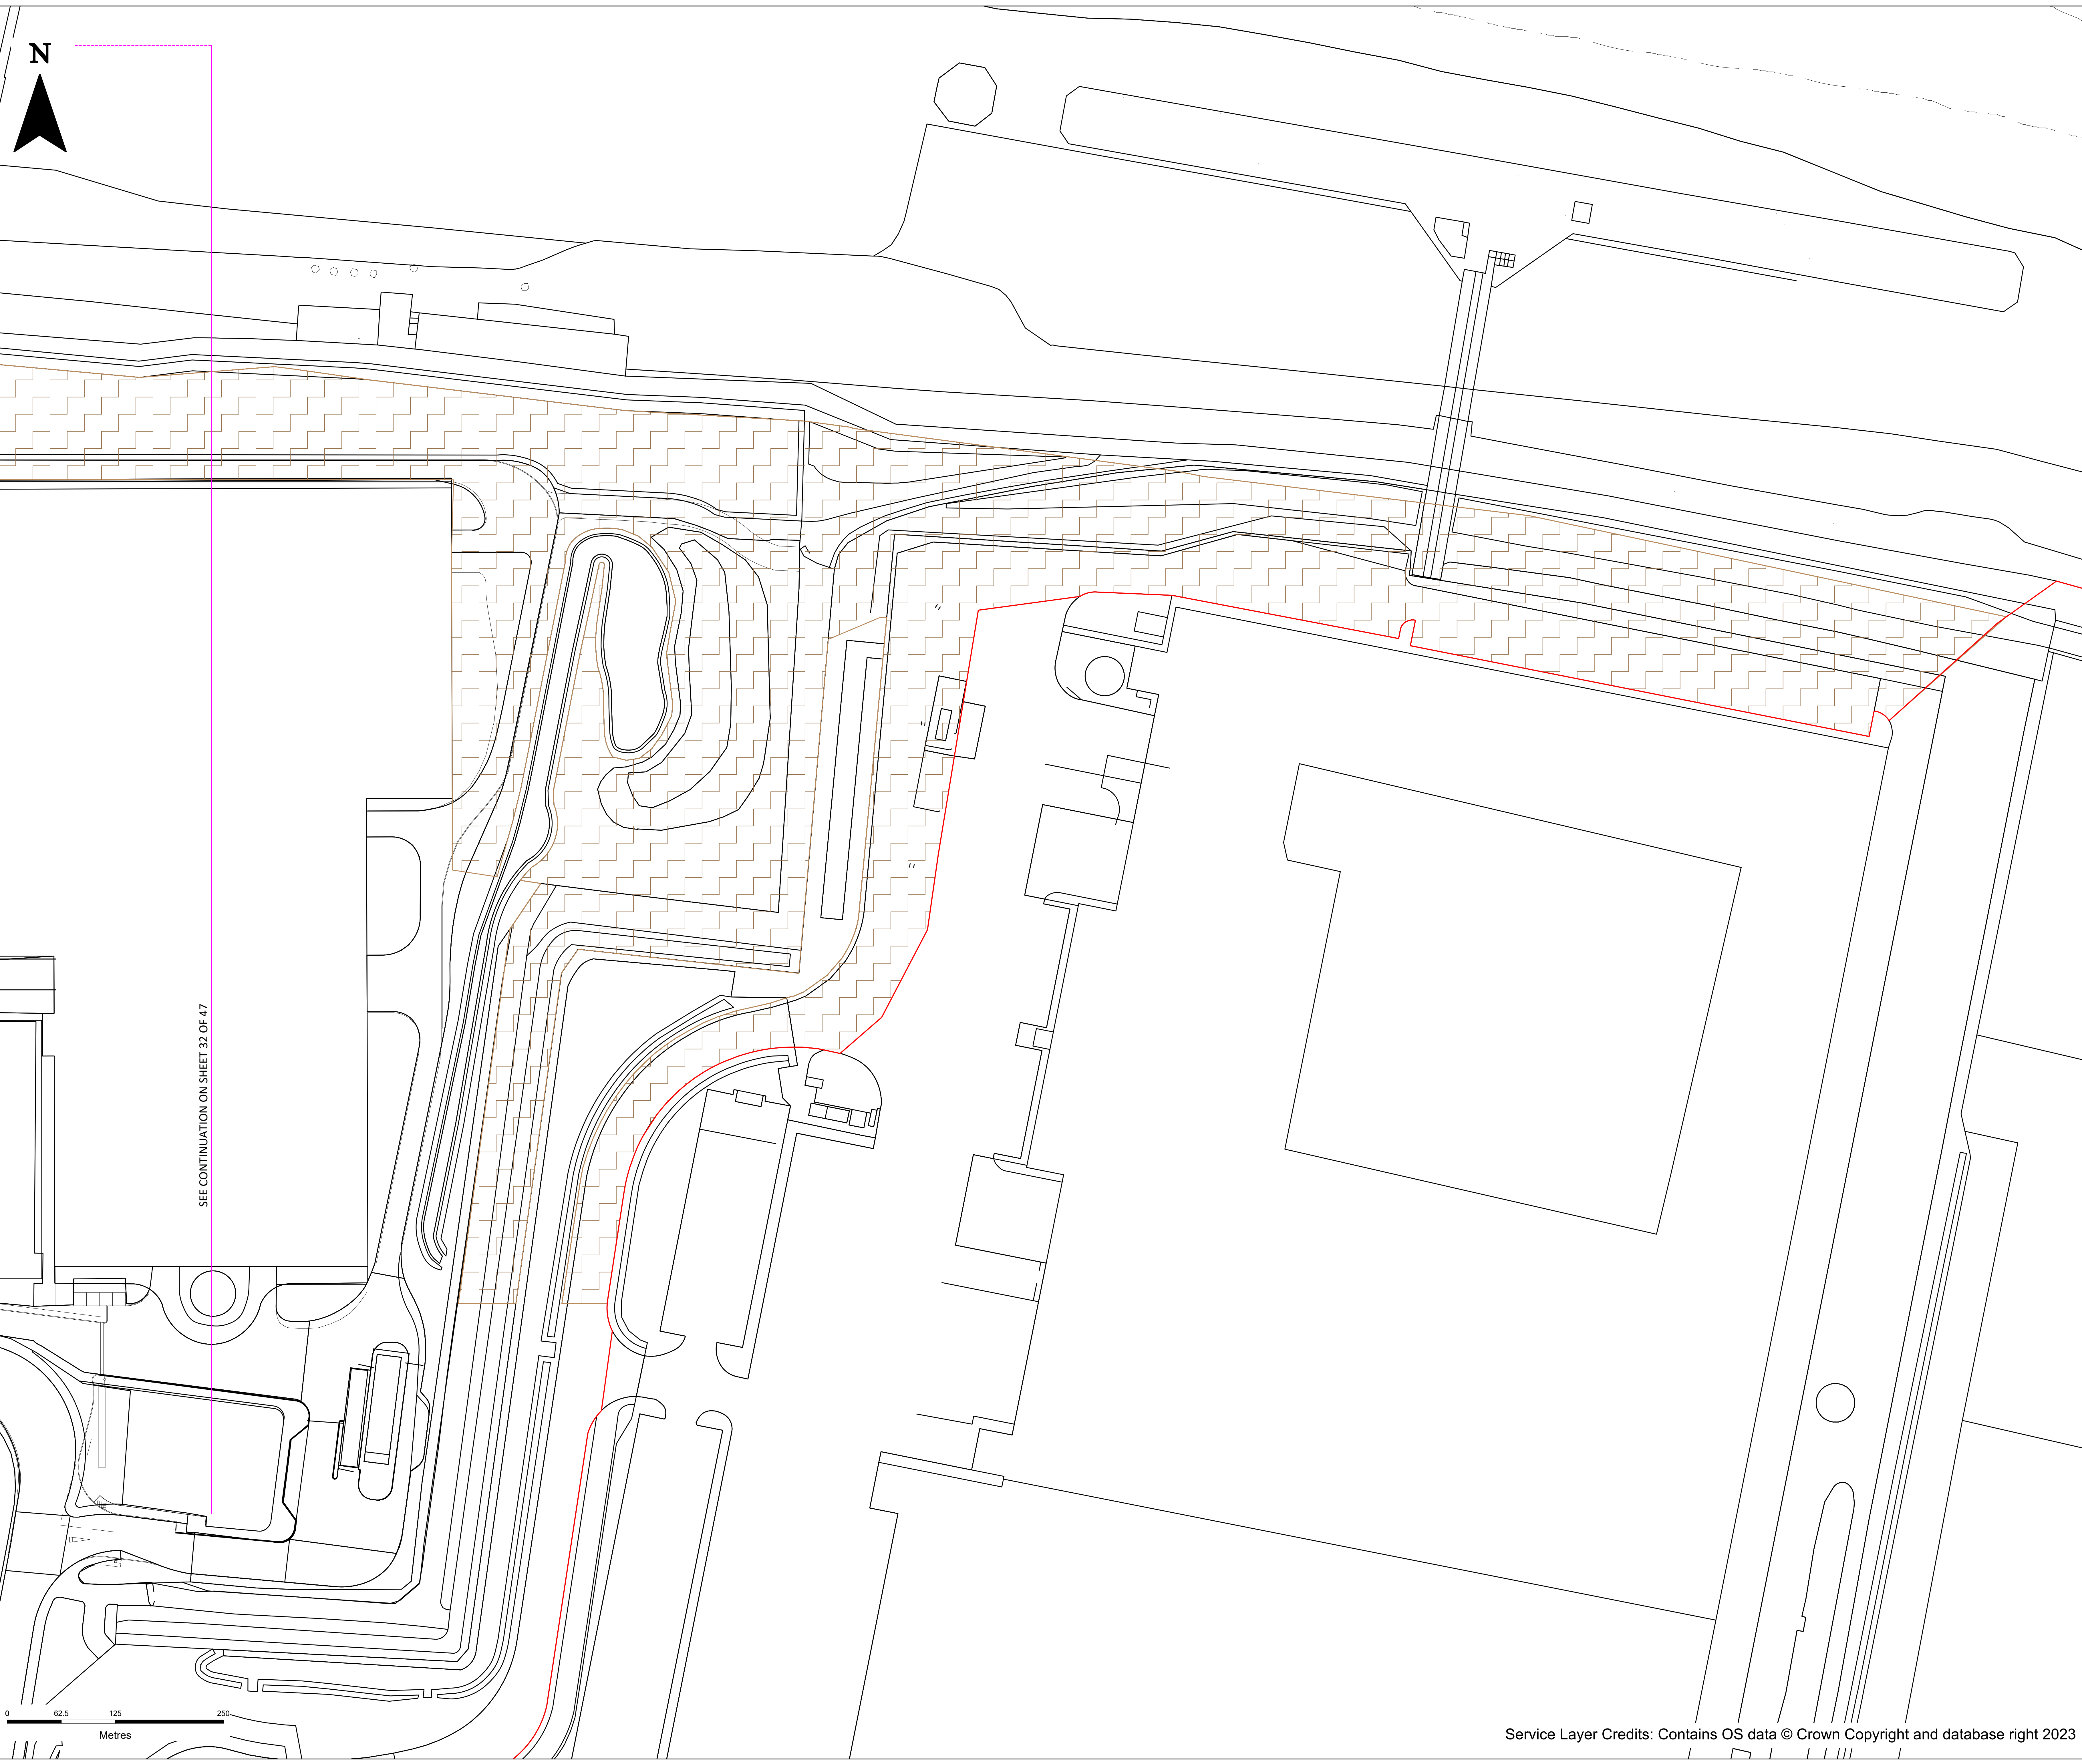 N
SEE CONTINUATION ON SHEET 32 OF 47
0 62.5 125 250
Metres
Service Layer Credits: Contains OS data © Crown Copyright and database right 2023